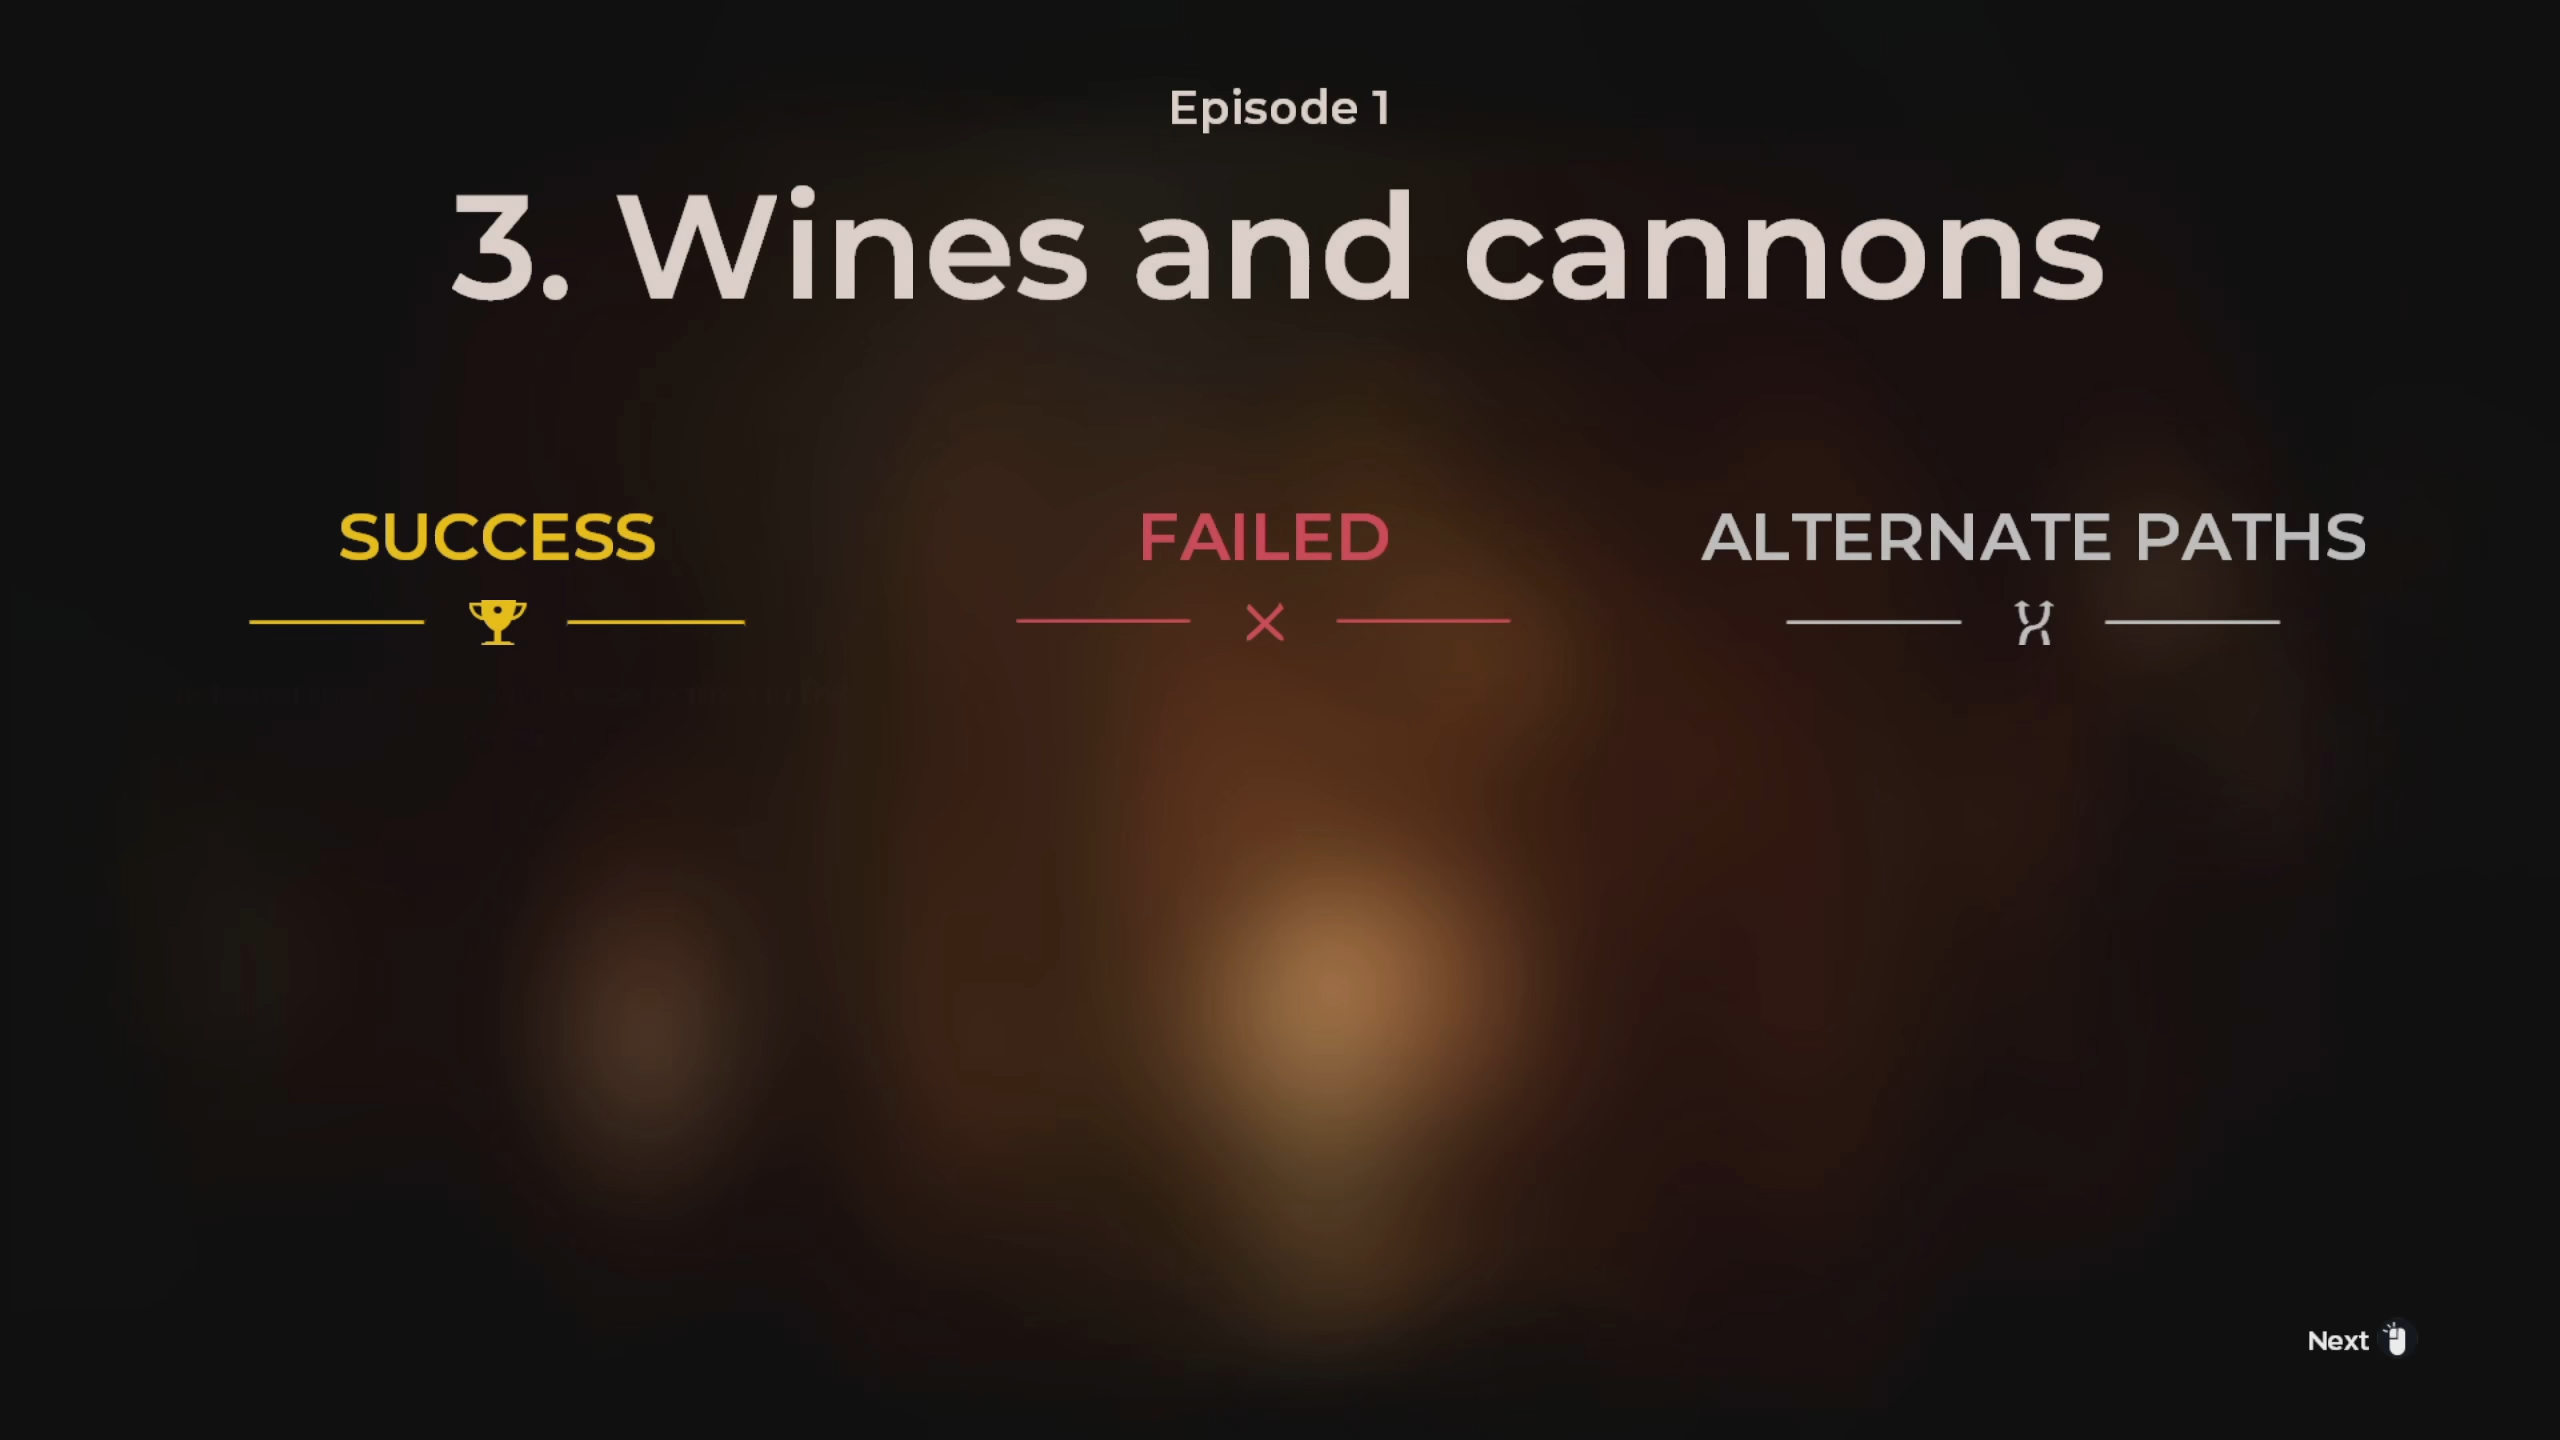 Episode 1
3. Wines and cannons
SUCCESS
FAILED
ALTERNATE PATHS
Next